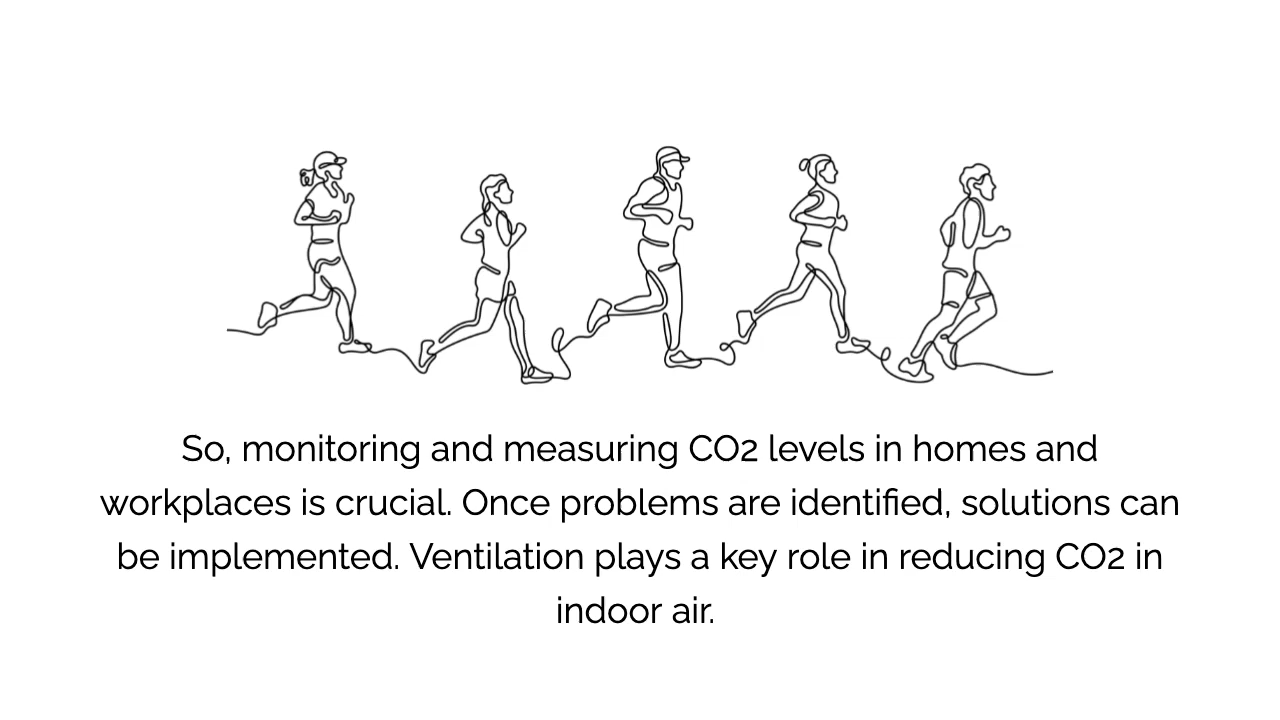 So, monitoring and measuring CO2 levels in homes and
workplaces is crucial. Once problems are identified, solutions can
be implemented. Ventilation plays a key role in reducing CO2 in
indoor air.